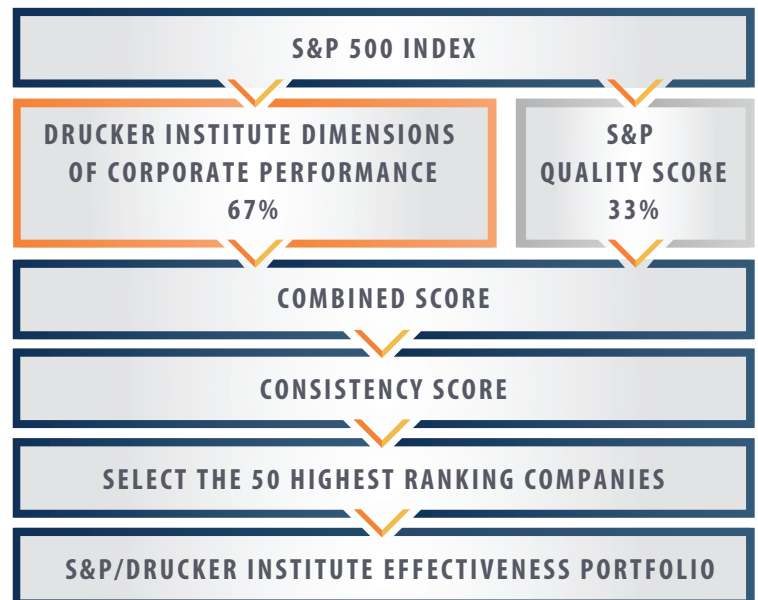 S&P 500 INDEX
DRUCKER INSTITUTE DIMENSIONS
OF CORPORATE PERFORMANCE
67%
S&P
QUALITY SCORE
33%
COMBINED SCORE
CONSISTENCY SCORE
SELECT THE 50 HIGHEST RANKING COMPANIES
S&P/DRUCKER INSTITUTE EFFECTIVENESS PORTFOLIO